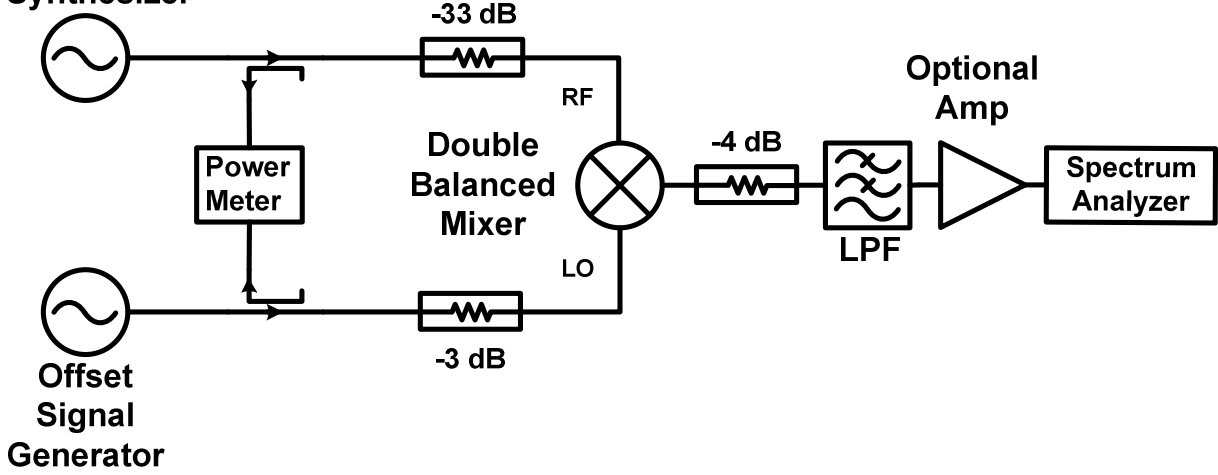 -33 dB
RF
Optional
Amp
Power
Meter
Double
Balanced
Mixer
-4 dB
Spectrum
Analyzer
LPF
LO
-3 dB
Offset
Signal
Generator